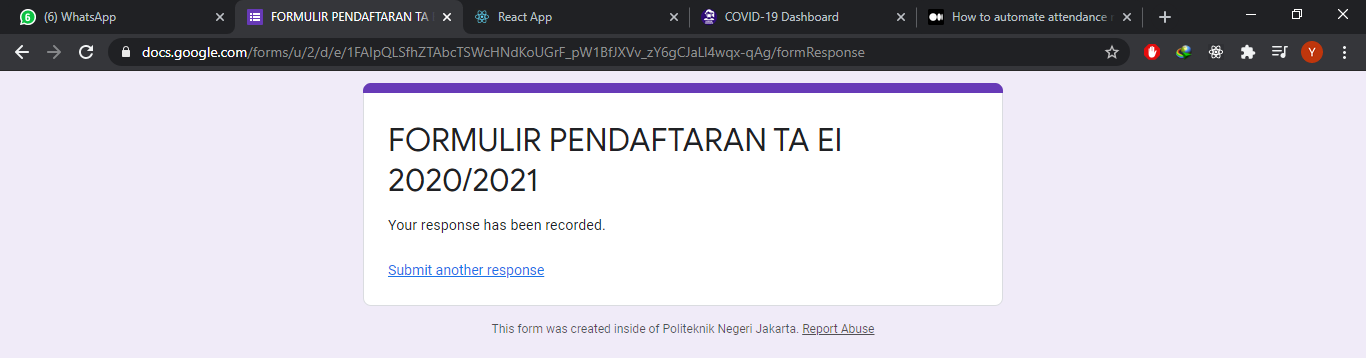 6 (6) WhatsApp
FORMULIR PENDAFTARAN TA
React App
COVID-19 Dashboard
How to automate attendance
docs.google.com/forms/u/2/d/e/1FAIpQLSfhZTAbcTSWcHNdKoUGrF_pW1BfJXVv_zY6gCJaLI4wqx-qAg/formResponse
Y
FORMULIR PENDAFTARAN TA EI
2020/2021
Your response has been recorded.
Submit another response
This form was created inside of Politeknik Negeri Jakarta. Report Abuse